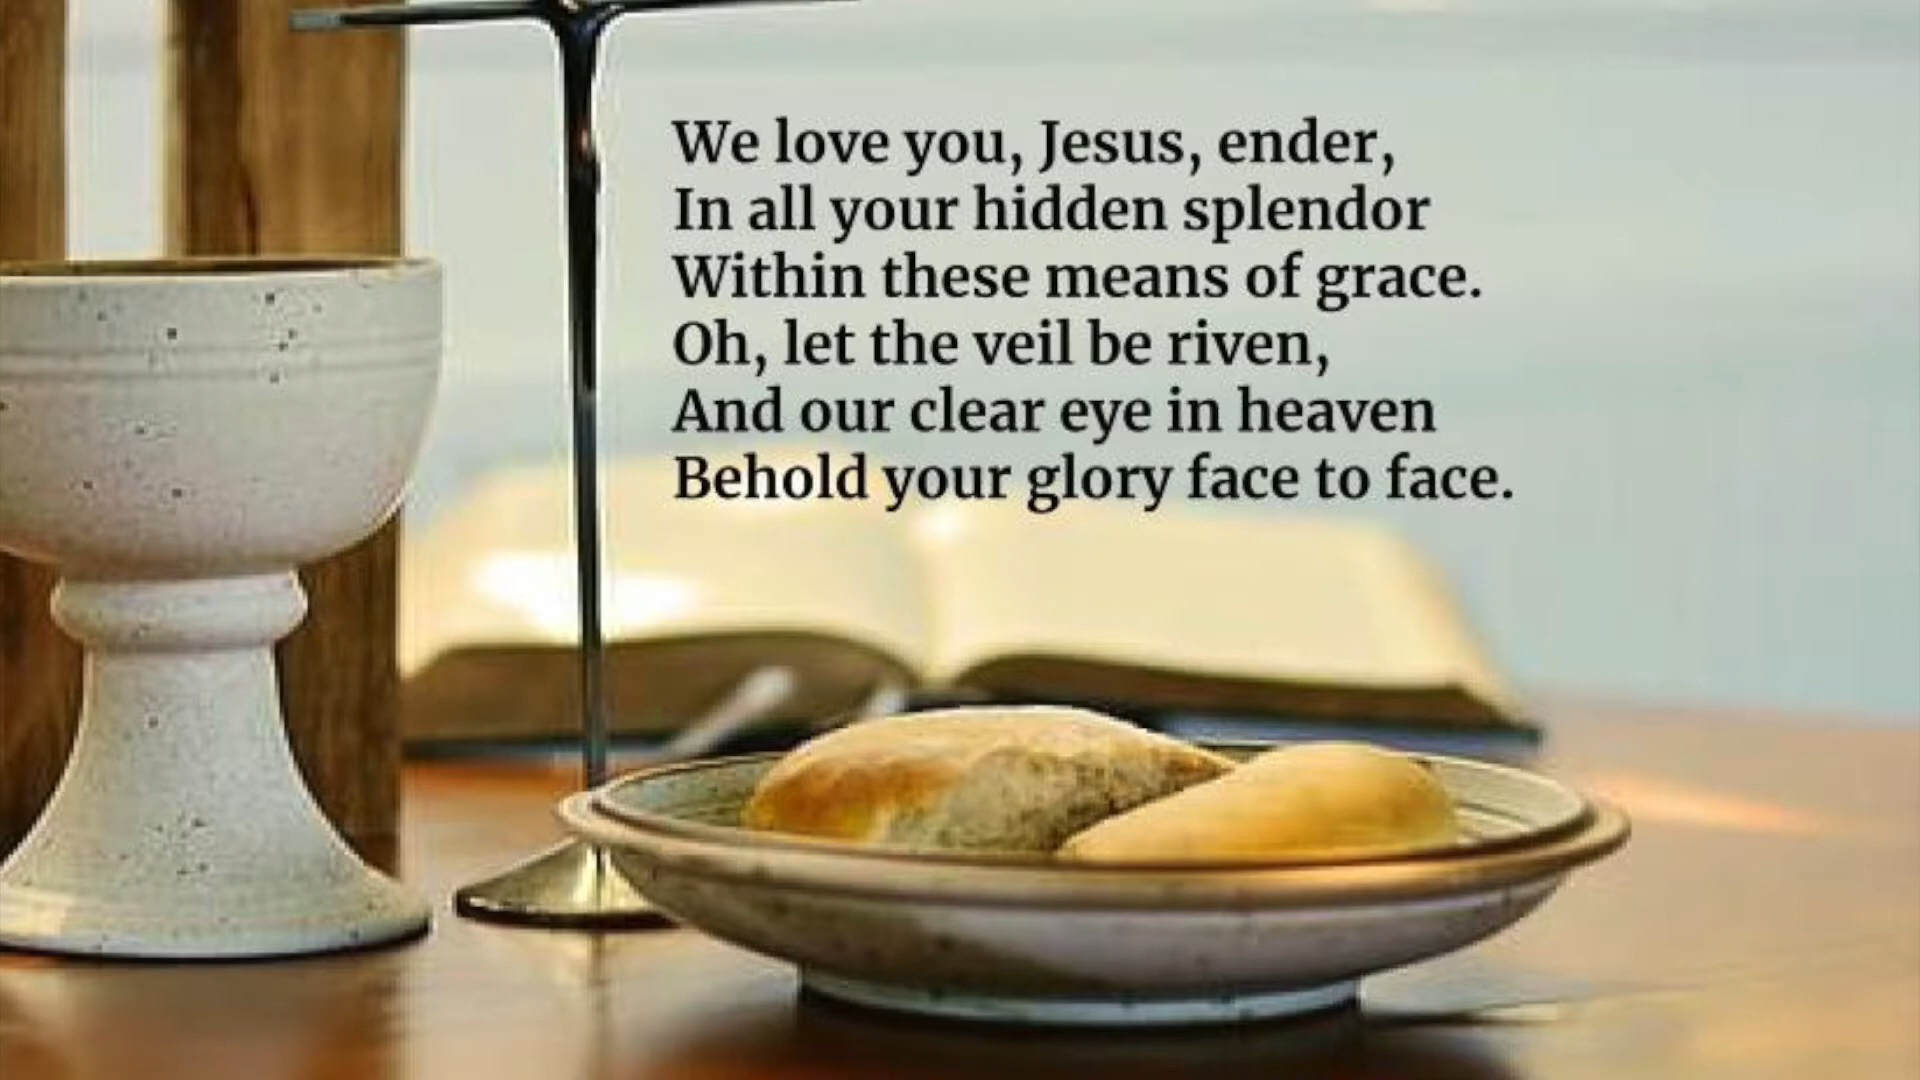 We love you, Jesus, ender,
In all your hidden splendor
Within these means of grace.
Oh, let the veil be riven,
And our clear eye in heaven
Behold your glory face to face.